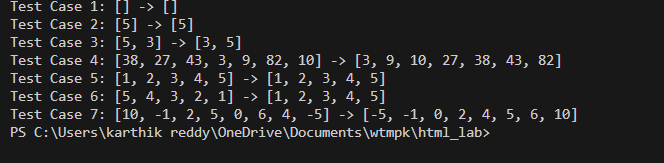 Test Case 1: [] -> []
Test Case 2: [5] -> [5]
Test Case 3: [5, 3] -> [3, 5]
Test Case 4: [38, 27, 43, 3, 9, 82, 10] -> [3, 9, 10, 27, 38, 43, 82]
Test Case 5: [1, 2, 3, 4, 5] -> [1, 2, 3, 4, 5]
Test Case 6: [5, 4, 3, 2, 1] -> [1, 2, 3, 4, 5]
Test Case 7: [10, -1, 2, 5, 0, 6, 4, -5] -> [-5, -1, 0, 2, 4, 5, 6, 10]
PS C:\Users\karthik reddy\OneDrive\Documents\wtmpk\html_lab>